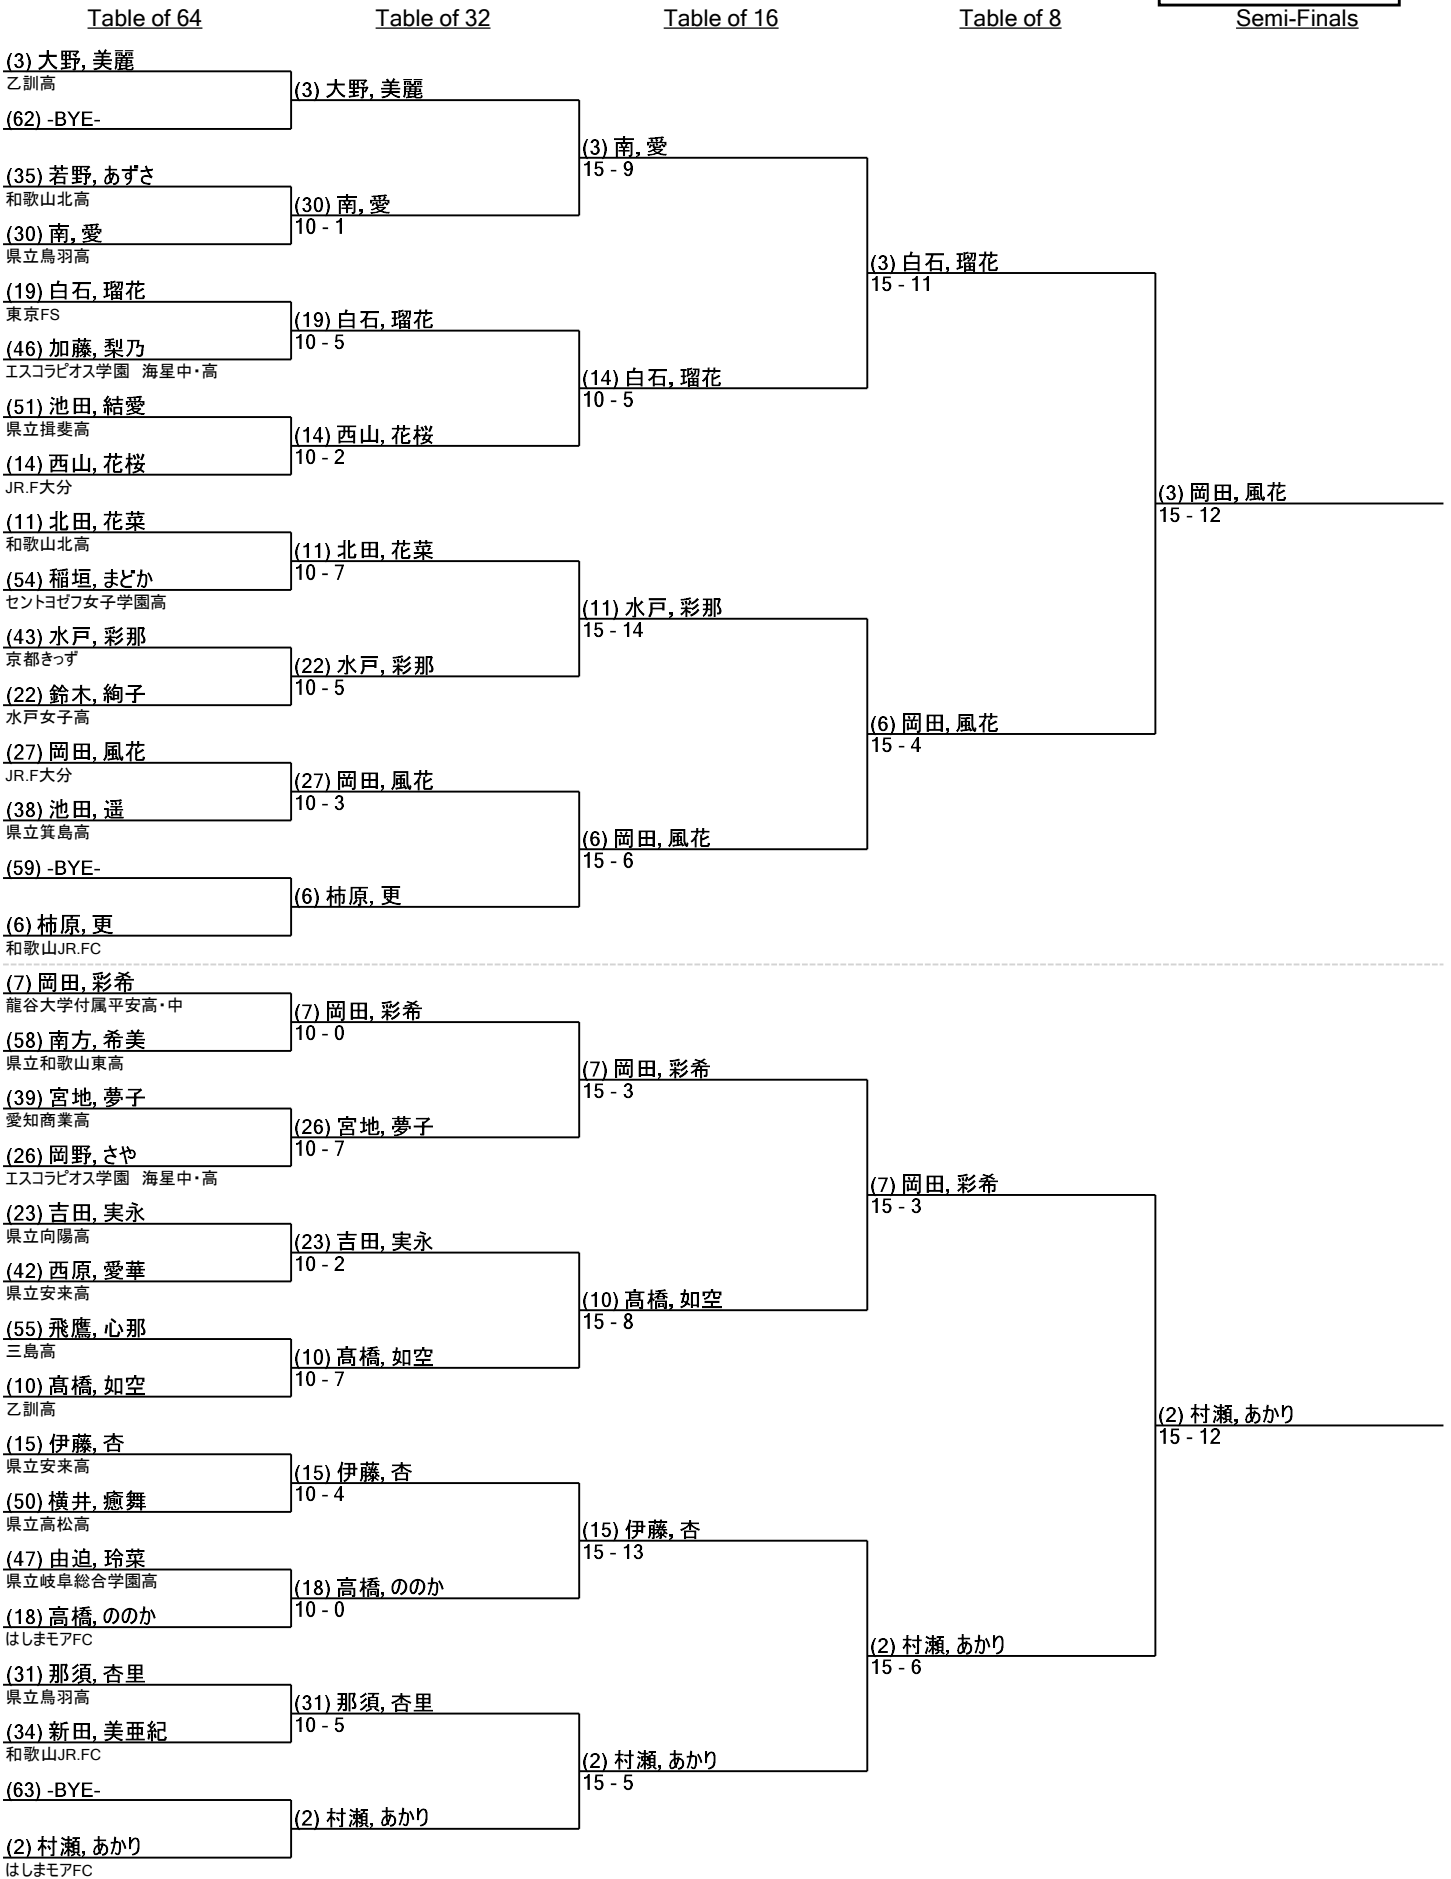 Table of 64
Table of 32
Table of 16
Table of 8
Semi-Finals
(3) 大野, 美麗
乙訓高
(62) -BYE-
(35) 若野, あずさ
和歌山北高
(30) 南, 愛
県立鳥羽高
(19) 白石, 瑠花
東京FS
(46) 加藤, 梨乃
エスコラピオス学園 海星中・高
(51) 池田, 結愛
県立揖斐高
(14) 西山, 花桜
JR.F大分
(11) 北田, 花菜
和歌山北高
(54) 稲垣, まどか
セントヨゼフ女子学園高
(43) 水戸, 彩那
京都きっず
(22) 鈴木, 絢子
水戸女子高
(27) 岡田, 風花
JR.F大分
(38) 池田, 遥
県立箕島高
(59) -BYE-
(6) 柿原, 更
和歌山JR.FC
(7) 岡田, 彩希
龍谷大学付属平安高・中
(58) 南方, 希美
県立和歌山東高
(39) 宮地, 夢子
愛知商業高
(26) 岡野, さや
エスコラピオス学園 海星中・高
(23) 吉田, 実永
県立向陽高
(42) 西原, 愛華
県立安来高
(55) 飛鷹, 心那
三島高
(10) 髙橋, 如空
乙訓高
(15) 伊藤, 杏
県立安来高
(50) 横井, 癒舞
県立高松高
(47) 由迫, 玲菜
県立岐阜総合学園高
(18) 高橋, ののか
はしまモアFC
(31) 那須, 杏里
県立鳥羽高
(34) 新田, 美亜紀
和歌山JR.FC
(63) -BYE-
(2) 村瀬, あかり
はしまモアFC
(3) 大野, 美麗
(30) 南, 愛
10 - 1
(19) 白石, 瑠花
10 - 5
(14) 西山, 花桜
10 - 2
(11) 北田, 花菜
10 - 7
(22) 水戸, 彩那
10 - 5
(27) 岡田, 風花
10 - 3
(6) 柿原, 更
(7) 岡田, 彩希
10 - 0
(26) 宮地, 夢子
10 - 7
(23) 吉田, 実永
10 - 2
(10) 髙橋, 如空
10 - 7
(15) 伊藤, 杏
10 - 4
(18) 高橋, ののか
10 - 0
(31) 那須, 杏里
10 - 5
(2) 村瀬, あかり
(3) 南, 愛
15 - 9
(14) 白石, 瑠花
10 - 5
(11) 水戸, 彩那
15 - 14
(6) 岡田, 風花
15 - 6
(7) 岡田, 彩希
15 - 3
(10) 髙橋, 如空
15 - 8
(15) 伊藤, 杏
15 - 13
(2) 村瀬, あかり
15 - 5
(3) 白石, 瑠花
15 - 11
(6) 岡田, 風花
15 - 4
(7) 岡田, 彩希
15 - 3
(2) 村瀬, あかり
15 - 6
(3) 岡田, 風花
15 - 12
(2) 村瀬, あかり
15 - 12